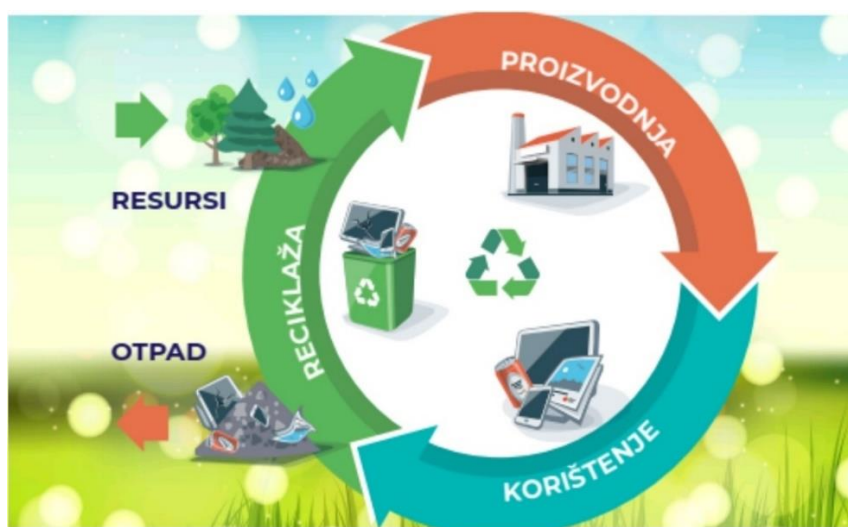 PROIZVODNJA
RESURSI
RECIKLAŽA
OTPAD
KORIŠTENJE